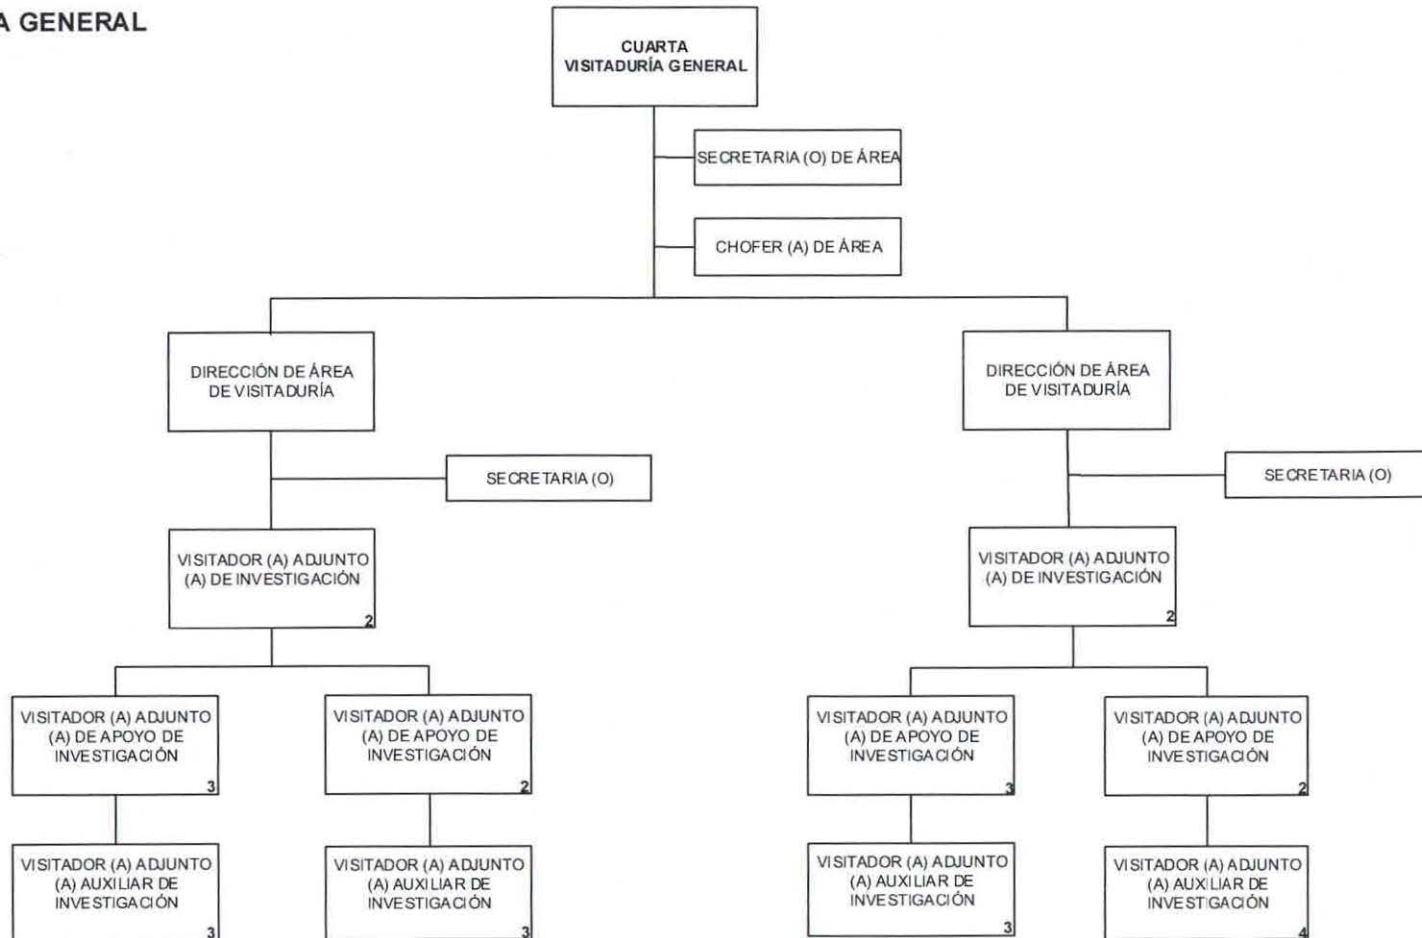 A GENERAL
CUARTA
VISITADURÍA GENERAL
SECRETARIA (O) DE ÁREA
CHOFER (A) DE ÁREA
DIRECCIÓN DE ÁREA
DE VISITADURÍA
DIRECCIÓN DE ÁREA
DE VISITADURÍA
SECRETARIA (O)
SECRETARIA (O)
VISITADOR (A) ADJUNTO
(A) DE INVESTIGACIÓN
2
VISITADOR (A) ADJUNTO
(A) DE INVESTIGACIÓN
2
VISITADOR (A) ADJUNTO
(A) DE APOYO DE
INVESTIGACIÓN
3
VISITADOR (A) ADJUNTO
(A) DE APOYO DE
INVESTIGACIÓN
2
VISITADOR (A) ADJUNTO
(A) DE APOYO DE
INVESTIGACIÓN
3
VISITADOR (A) ADJUNTO
(A) DE APOYO DE
INVESTIGACIÓN
2
VISITADOR (A) ADJUNTO
(A) AUXILIAR DE
INVESTIGACIÓN
3
VISITADOR (A) ADJUNTO
(A) AUXILIAR DE
INVESTIGACIÓN
3
VISITADOR (A) ADJUNTO
(A) AUXILIAR DE
INVESTIGACIÓN
3
VISITADOR (A) ADJUNTO
(A) AUXILIAR DE
INVESTIGACIÓN
4